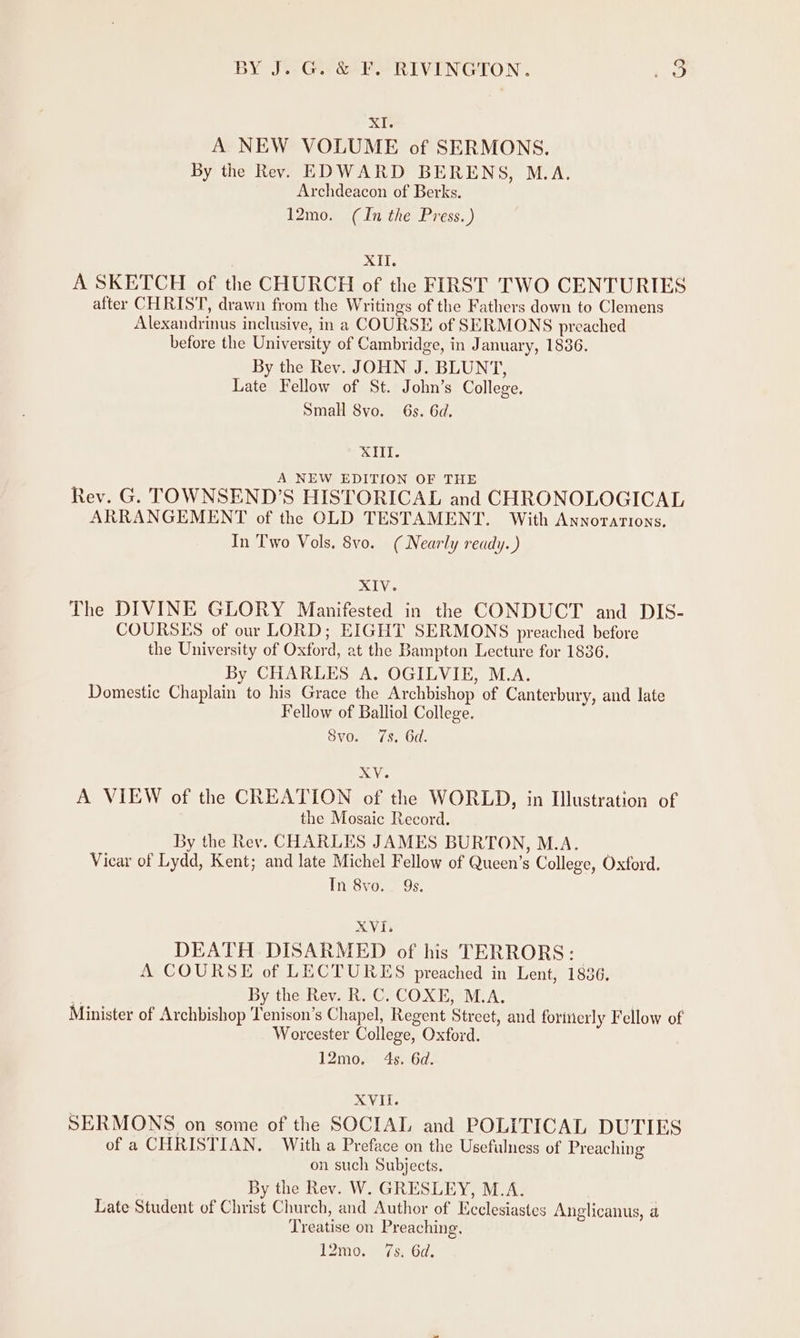 BY J. G. & F. RIVINGTON. 3
XI.
A NEW VOLUME of SERMONS.
By the Rev. EDWARD BERENS, M.A.
Archdeacon of Berks.
12mo. (In the Press.)
XII.
A SKETCH of the CHURCH of the FIRST TWO CENTURIES
after CHRIST, drawn from the Writings of the Fathers down to Clemens
Alexandrinus inclusive, in a COURSE of SERMONS preached
before the University of Cambridge, in January, 1836.
By the Rev. JOHN J. BLUNT,
Late Fellow of St. John's College.
Small 8vo. 6s. 6d.
XIII.
A NEW EDITION OF THE
Rev. G. TOWNSEND'S HISTORICAL and CHRONOLOGICAL
ARRANGEMENT of the OLD TESTAMENT. With ANNOTATIONS.
In Two Vols. 8vo. (Nearly ready.)
XIV.
The DIVINE GLORY Manifested in the CONDUCT and DIS-
COURSES of our LORD; EIGHT SERMONS preached before
the University of Oxford, at the Bampton Lecture for 1836.
By CHARLES A. OGILVIE, M.A.
Domestic Chaplain to his Grace the Archbishop of Canterbury, and late
Fellow of Balliol College.
8vo. 7s. 6d.
XV.
A VIEW of the CREATION of the WORLD, in Illustration of
the Mosaic Record.
By the Rev. CHARLES JAMES BURTON, M.A.
Vicar of Lydd, Kent; and late Michel Fellow of Queen's College, Oxford.
In 8vo. 9s.
XVI.
DEATH DISARMED of his TERRORS:
A COURSE of LECTURES preached in Lent, 1836.
By the Rev. R. C. COXE, M.A.
Minister of Archbishop Tenison's Chapel, Regent Street, and formerly Fellow of
Worcester College, Oxford.
12mo. 4s. 6d.
XVII.
SERMONS on some of the SOCIAL and POLITICAL DUTIES
of a CHRISTIAN. With a Preface on the Usefulness of Preaching
on such Subjects.
By the Rev. W. GRESLEY, M.A.
Late Student of Christ Church, and Author of Ecclesiastes Anglicanus, a
Treatise on Preaching.
12mo. 7s. 6d.